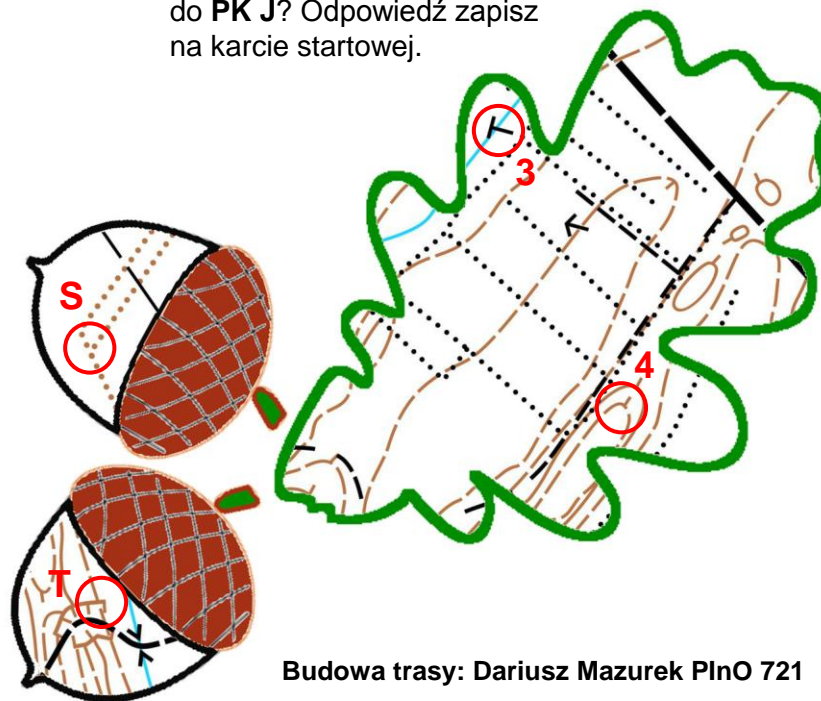 do PK J? Odpowiedź zapisz
na karcie startowej.
3
S
4
T
Budowa trasy: Dariusz Mazurek PInO 721